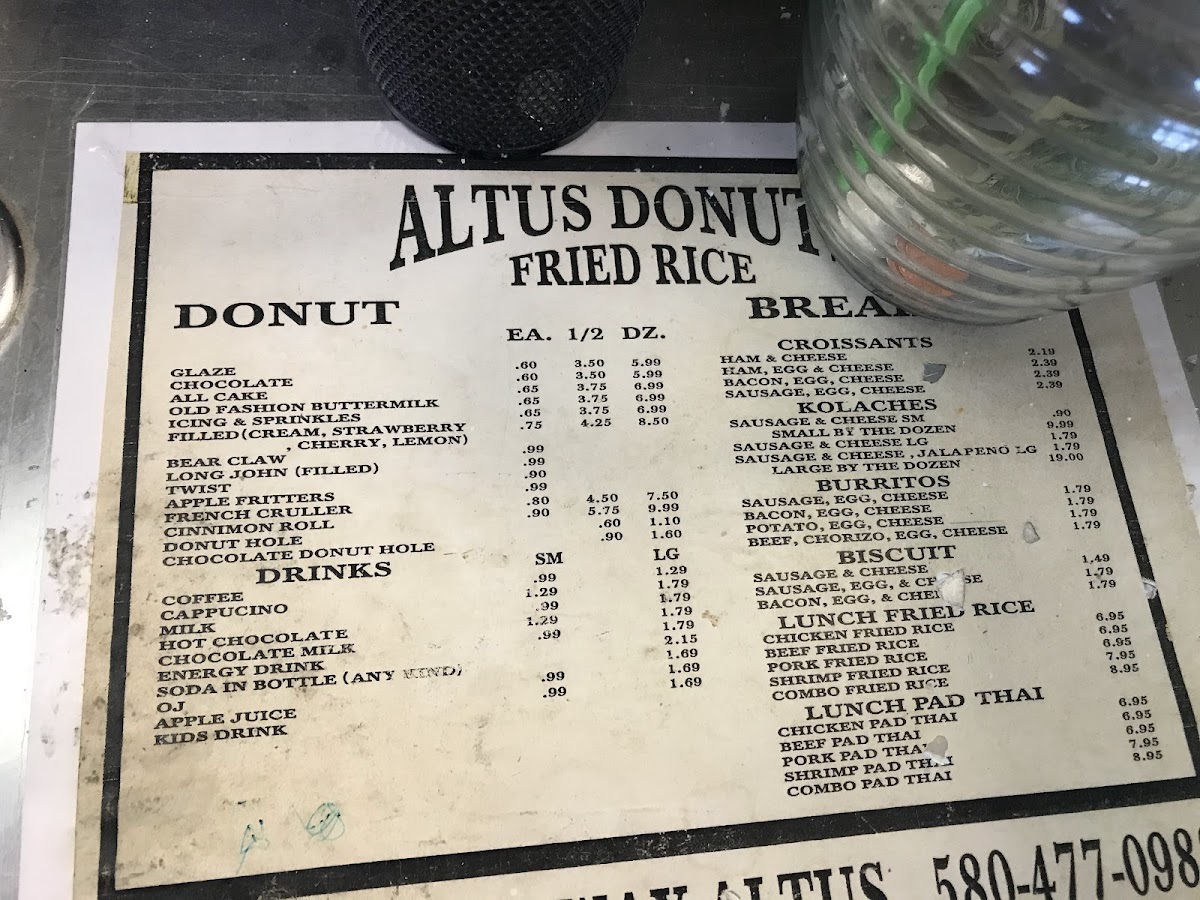 ALTUS DONUT
FRIED RICE
DONUT
EA. 1/2 DZ.
GLAZE .60 3.50 5.99
CHOCOLATE .60 3.50 5.99
ALL CAKE .65 3.75 6.99
OLD FASHION BUTTERMILK .65 3.75 6.99
ICING & SPRINKLES .65 3.75 6.99
FILLED(CREAM, STRAWBERRY .75 4.25 8.50
, CHERRY, LEMON)
BEAR CLAW .99
LONG JOHN (FILLED) .99
TWIST .90
APPLE FRITTERS .99
FRENCH CRULLER .80 4.50 7.50
CINNIMON ROLL .90 5.75 9.99
DONUT HOLE .60 1.10
CHOCOLATE DONUT HOLE .90 1.60
DRINKS SM LG
COFFEE .99 1.29
CAPPUCINO 1.29 1.79
MILK .99 1.79
HOT CHOCOLATE 1.29 1.79
CHOCOLATE MILK .99 1.79
ENERGY DRINK 2.15
SODA IN BOTTLE (ANY KIND) 1.69
OJ .99 1.69
APPLE JUICE .99 1.69
KIDS DRINK
CROISSANTS
HAM & CHEESE 2.19
HAM, EGG & CHEESE 2.39
BACON, EGG, CHEESE 2.39
SAUSAGE, EGG, CHEESE 2.39
KOLACHES
SAUSAGE & CHEESE SM .90
SMALL BY THE DOZEN 9.99
SAUSAGE & CHEESE LG 1.79
SAUSAGE & CHEESE , JALAPENO LG 1.79
LARGE BY THE DOZEN 19.00
BURRITOS
SAUSAGE, EGG, CHEESE 1.79
BACON, EGG, CHEESE 1.79
POTATO, EGG, CHEESE 1.79
BEEF, CHORIZO, EGG, CHEESE 1.79
BISCUIT
SAUSAGE & CHEESE 1.49
SAUSAGE, EGG, & CHEESE 1.79
BACON, EGG, & CHEESE 1.79
LUNCH FRIED RICE
CHICKEN FRIED RICE 6.95
BEEF FRIED RICE 6.95
PORK FRIED RICE 6.95
SHRIMP FRIED RICE 7.95
COMBO FRIED RICE 8.95
LUNCH PAD THAI
CHICKEN PAD THAI 6.95
BEEF PAD THAI 6.95
PORK PAD THAI 6.95
SHRIMP PAD THAI 7.95
COMBO PAD THAI 8.95
ALTUS 580-477-098